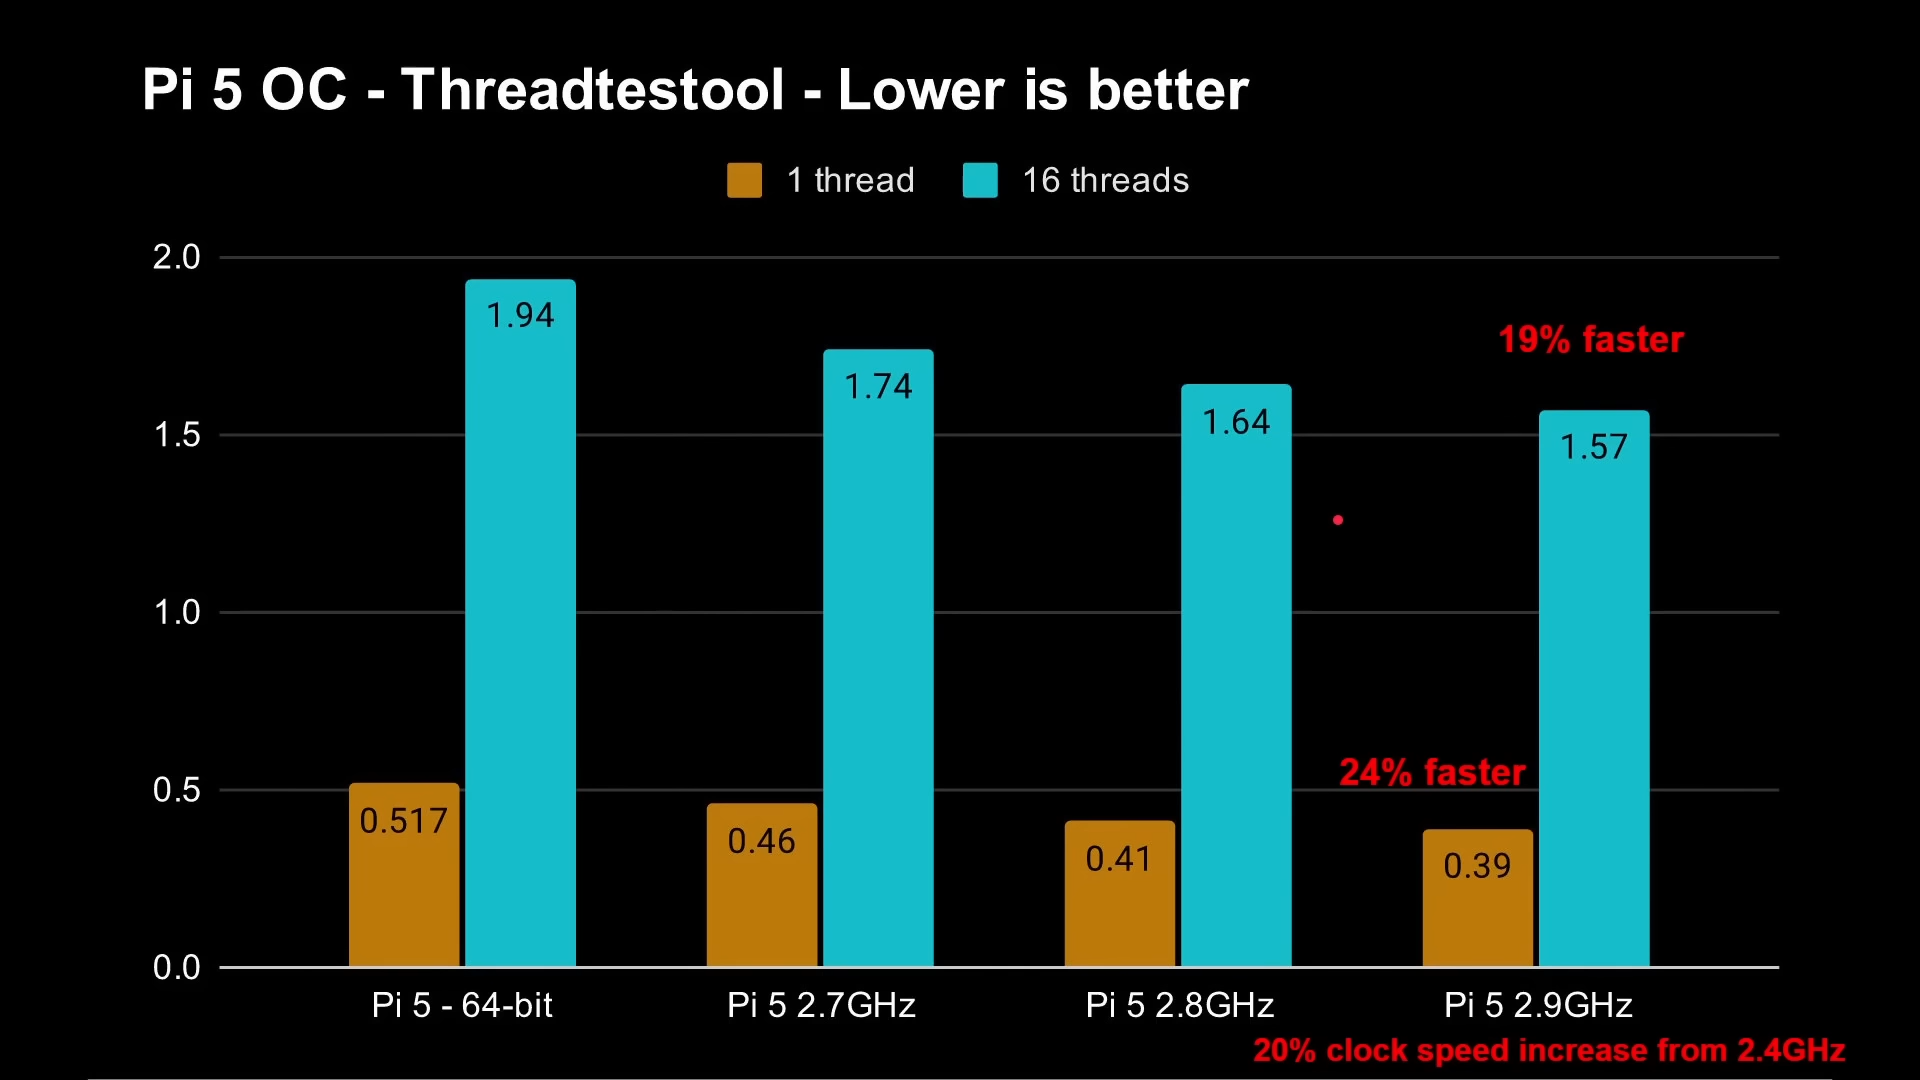 Pi 5 OC - Threadtestool - Lower is better
1 thread
16 threads
2.0
1.5
1.0
0.5
0.0
1.94
1.74
1.64
1.57
19% faster
24% faster
0.517
0.46
0.41
0.39
Pi 5 - 64-bit
Pi 5 2.7GHz
Pi 5 2.8GHz
Pi 5 2.9GHz
20% clock speed increase from 2.4GHz